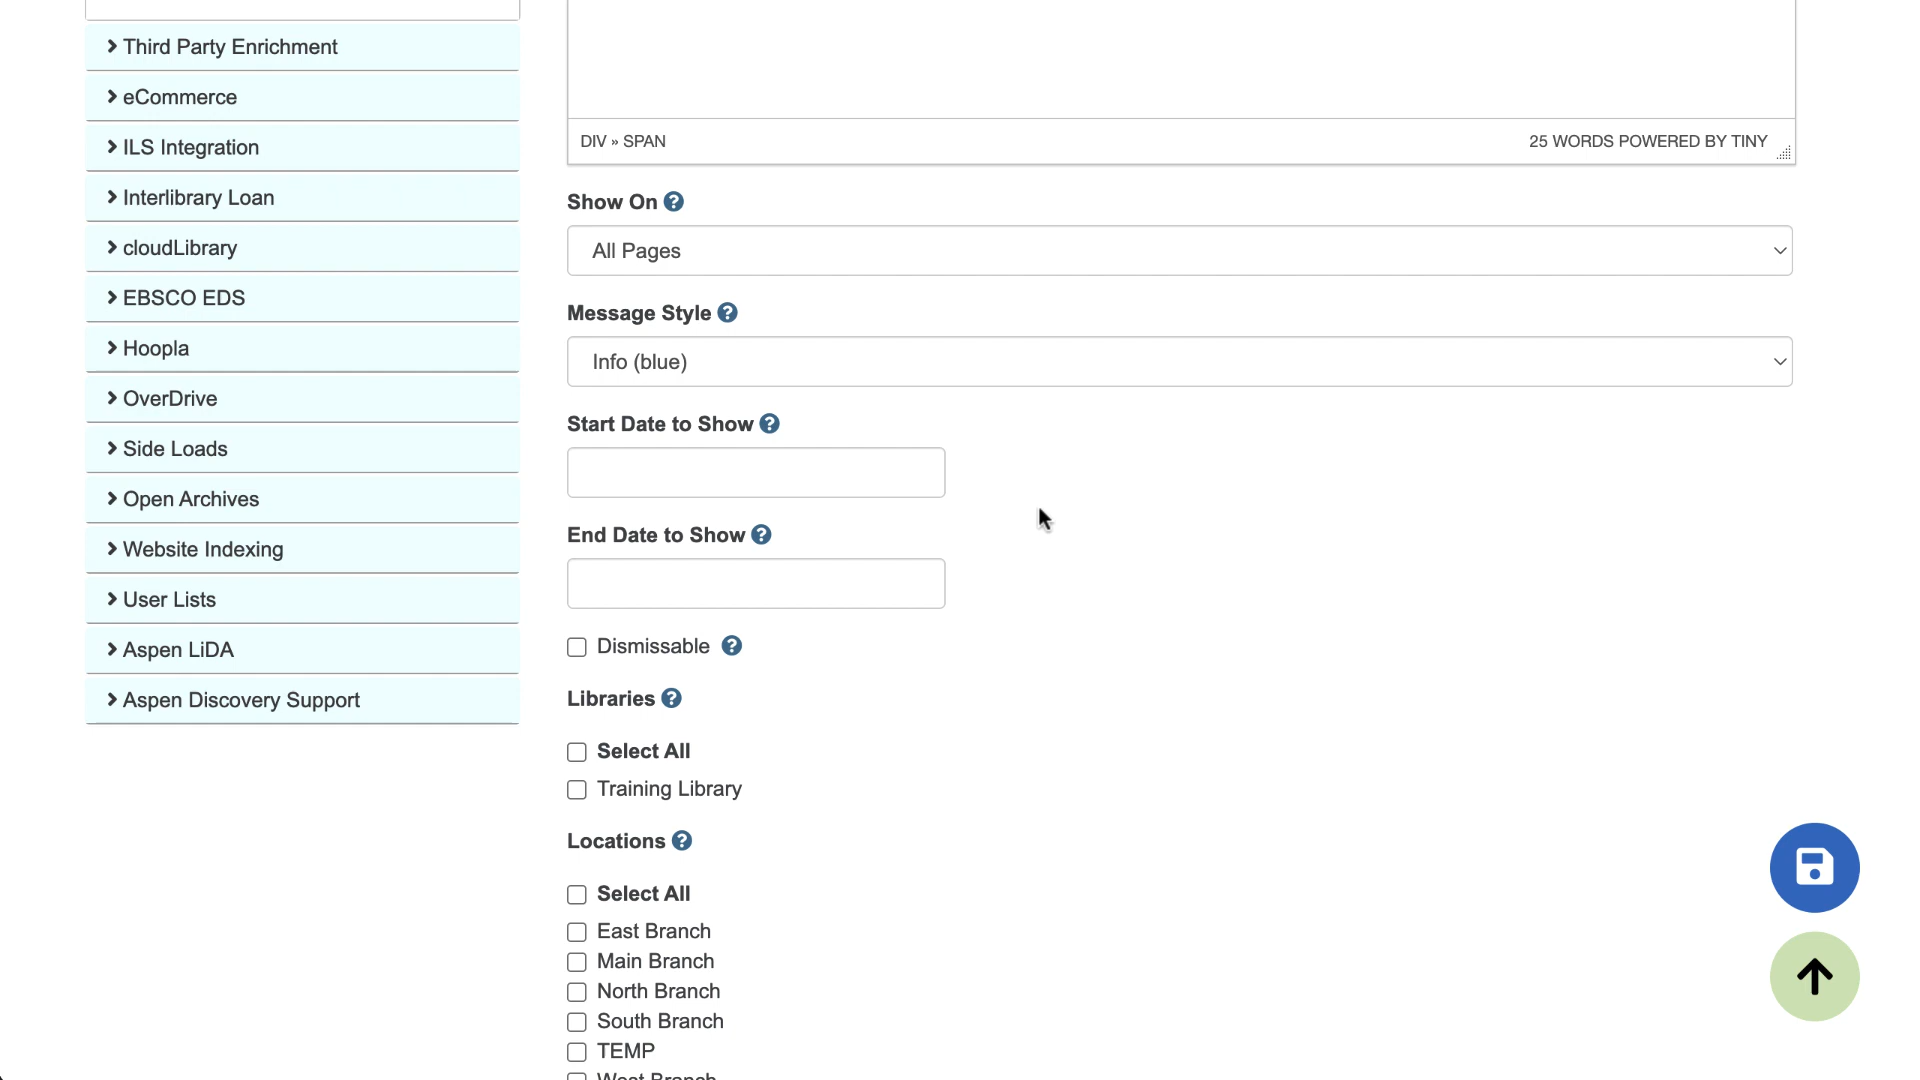 Third Party Enrichment
eCommerce
ILS Integration
Interlibrary Loan
cloudLibrary
EBSCO EDS
Hoopla
OverDrive
Side Loads
Open Archives
Website Indexing
User Lists
Aspen LiDA
Aspen Discovery Support
DIV » SPAN
25 WORDS POWERED BY TINY
Show On
All Pages
Message Style
Info (blue)
Start Date to Show
End Date to Show
Dismissable
Libraries
Select All
Training Library
Locations
Select All
East Branch
Main Branch
North Branch
South Branch
TEMP
West Branch